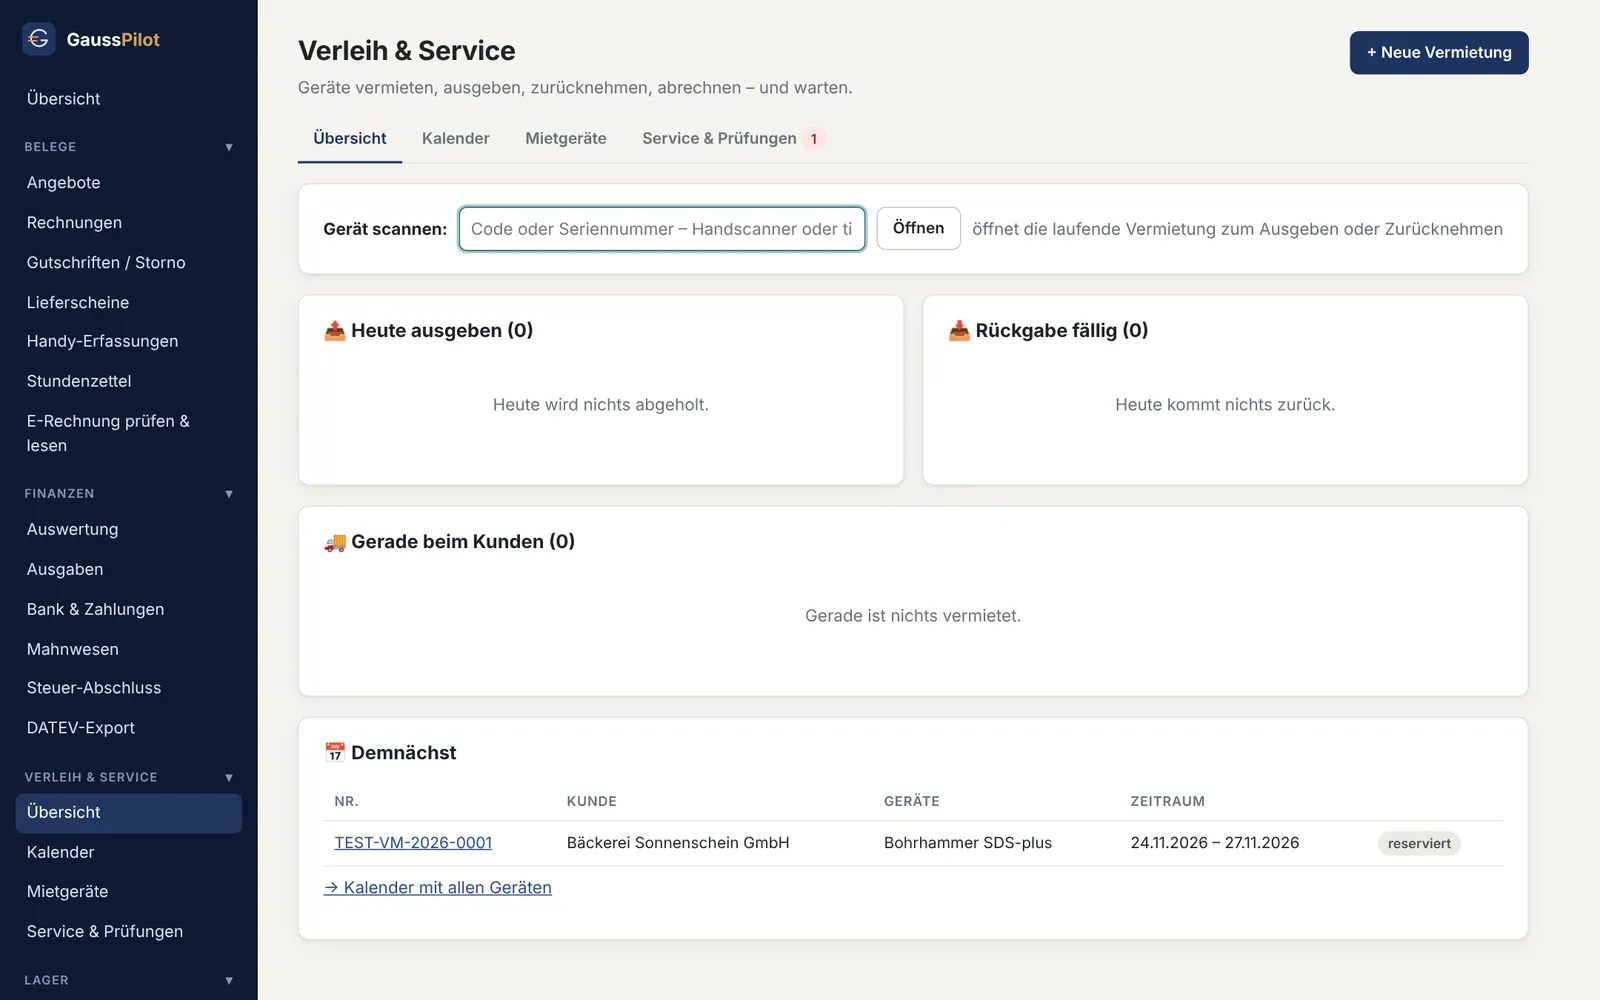 GaussPilot
Übersicht
BELEGE
Angebote
Rechnungen
Gutschriften / Storno
Lieferscheine
Handy-Erfassungen
Stundenzettel
E-Rechnung prüfen &
lesen
FINANZEN
Auswertung
Ausgaben
Bank & Zahlungen
Mahnwesen
Steuer-Abschluss
DATEV-Export
VERLEIH & SERVICE
Übersicht
Kalender
Mietgeräte
Service & Prüfungen
LAGER
Verleih & Service
+ Neue Vermietung
Geräte vermieten, ausgeben, zurücknehmen, abrechnen – und warten.
Übersicht Kalender Mietgeräte Service & Prüfungen 1
Gerät scannen: Code oder Seriennummer – Handscanner oder ti Öffnen öffnet die laufende Vermietung zum Ausgeben oder Zurücknehmen
Heute ausgeben (0)
Heute wird nichts abgeholt.
Rückgabe fällig (0)
Heute kommt nichts zurück.
Gerade beim Kunden (0)
Gerade ist nichts vermietet.
Demnächst
NR. KUNDE GERÄTE ZEITRAUM
TEST-VM-2026-0001 Bäckerei Sonnenschein GmbH Bohrhammer SDS-plus 24.11.2026 – 27.11.2026 reserviert
→ Kalender mit allen Geräten